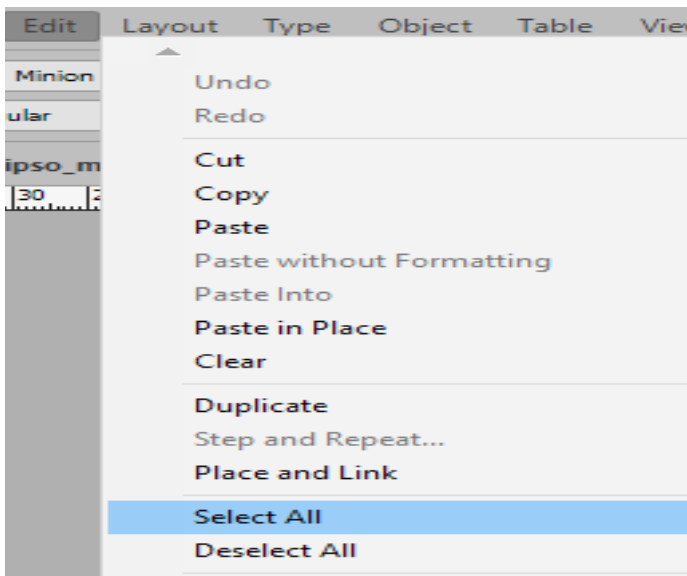 Edit Layout Type Object Table Vie
Minion
ular
ipso_m
30
Undo
Redo
Cut
Copy
Paste
Paste without Formatting
Paste Into
Paste in Place
Clear
Duplicate
Step and Repeat...
Place and Link
Select All
Deselect All